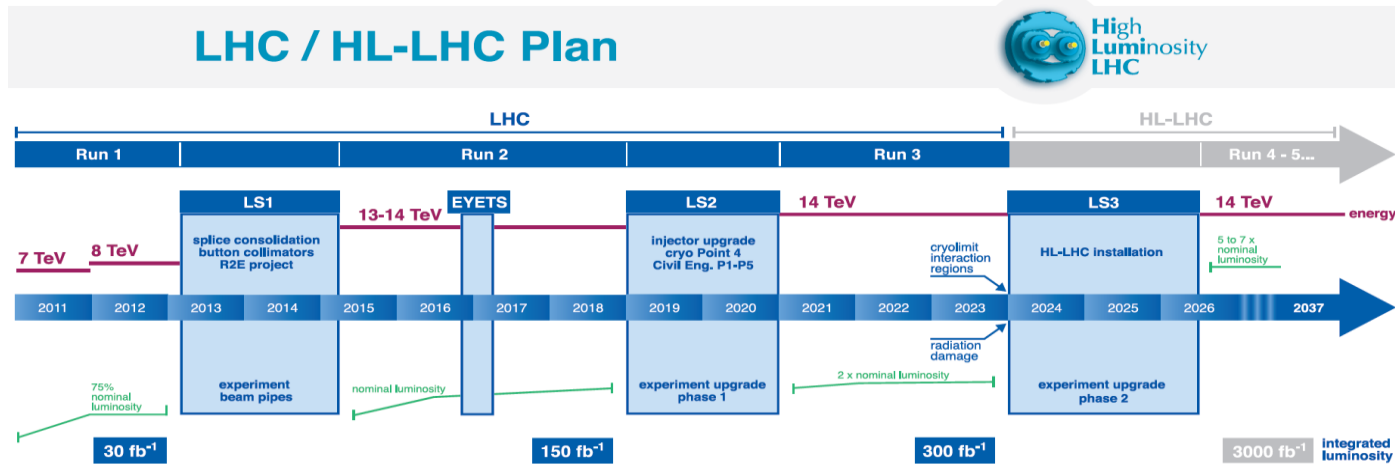 LHC / HL-LHC Plan
High
Luminosity
LHC
LHC
HL-LHC
Run 1
Run 2
Run 3
Run 4 - 5...
LS1
EYETS
LS2
LS3
7 TeV
8 TeV
13-14 TeV
14 TeV
14 TeV
energy
splice consolidation
button collimators
R2E project
injector upgrade
cryo Point 4
Civil Eng. P1-P5
cryolimit
interaction
regions
HL-LHC installation
5 to 7 x
nominal
luminosity
2011
2012
2013
2014
2015
2016
2017
2018
2019
2020
2021
2022
2023
2024
2025
2026
2037
75%
nominal
luminosity
experiment
beam pipes
nominal luminosity
experiment upgrade
phase 1
2 x nominal luminosity
radiation
damage
experiment upgrade
phase 2
30 fb⁻¹
150 fb⁻¹
300 fb⁻¹
3000 fb⁻¹
integrated
luminosity